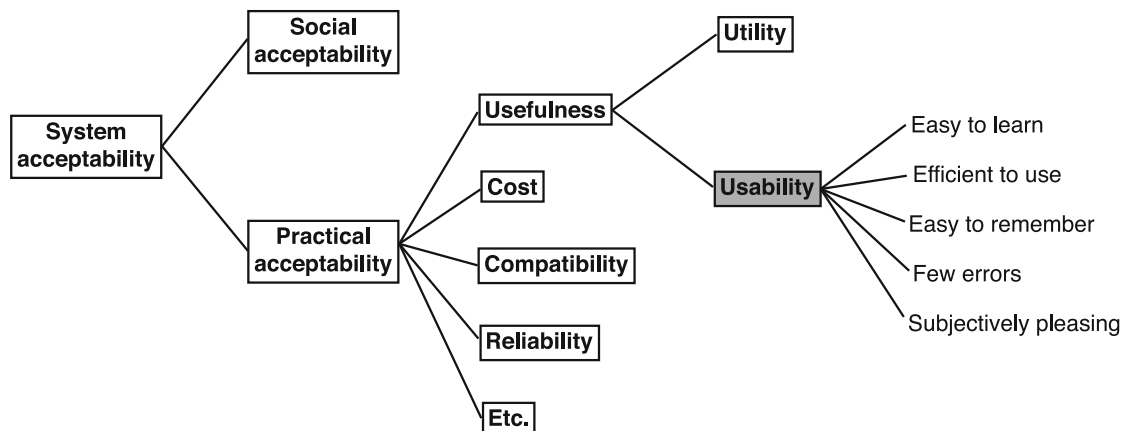 Social
acceptability
System
acceptability
Practical
acceptability
Usefulness
Cost
Compatibility
Reliability
Etc.
Utility
Usability
Easy to learn
Efficient to use
Easy to remember
Few errors
Subjectively pleasing